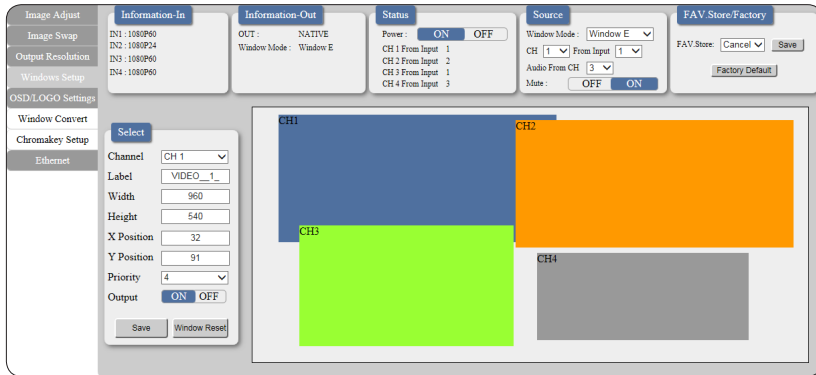 Image Adjust
Image Swap
Output Resolution
Windows Setup
OSD/LOGO Settings
Window Convert
Chromakey Setup
Ethernet
Information-In
IN1 : 1080P60
IN2 : 1080P24
IN3 : 1080P60
IN4 : 1080P60
Information-Out
OUT : NATIVE
Window Mode : Window E
Status
Power : ON OFF
CH 1 From Input 1
CH 2 From Input 2
CH 3 From Input 1
CH 4 From Input 3
Source
Window Mode : Window E
CH 1 From Input 1
Audio From CH 3
Mute : OFF ON
FAV.Store/Factory
FAV.Store: Cancel Save
Factory Default
Select
Channel CH 1
Label VIDEO__1_
Width 960
Height 540
X Position 32
Y Position 91
Priority 4
Output ON OFF
Save Window Reset
CH1
CH2
CH3
CH4